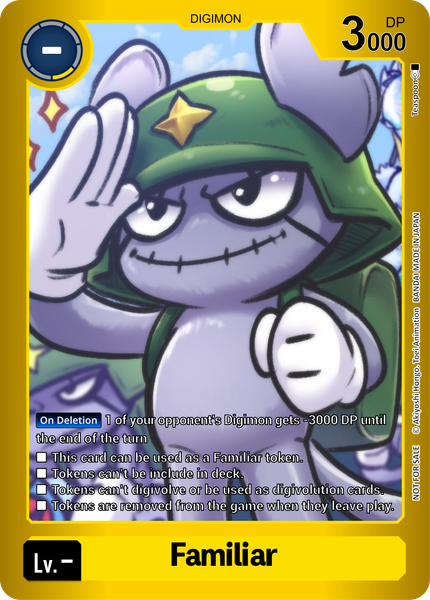 DIGIMON
DP
3000
-
Teaspoon
© Akiyoshi Hongo, Toei Animation BANDAI MADE IN JAPAN
NOT FOR SALE
On Deletion 1 of your opponent's Digimon gets -3000 DP until
the end of the turn
■ This card can be used as a Familiar token.
■ Tokens can't be include in deck.
■ Tokens can't digivolve or be used as digivolution cards.
■ Tokens are removed from the game when they leave play.
Lv.-
Familiar